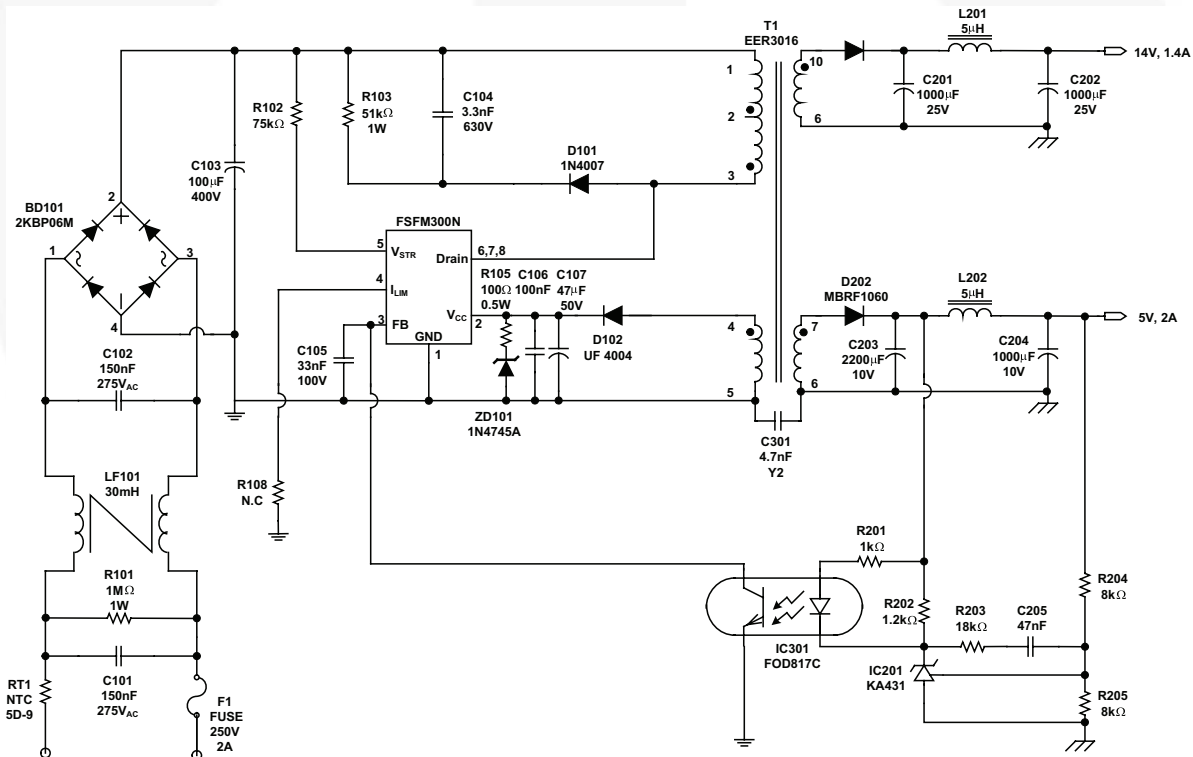 T1
EER3016
L201
5μH
14V, 1.4A
1
2
3
10
6
C201
1000μF
25V
C202
1000μF
25V
R102
75kΩ
R103
51kΩ
1W
C104
3.3nF
630V
D101
1N4007
C103
100μF
400V
BD101
2KBP06M
2
1
3
4
FSFM300N
5
VSTR
4
ILIM
3
FB
Drain
6,7,8
VCC
2
GND
1
R105
100Ω
0.5W
C106
100nF
C107
47μF
50V
D102
UF 4004
ZD101
1N4745A
C105
33nF
100V
4
5
7
6
D202
MBRF1060
L202
5μH
5V, 2A
C203
2200μF
10V
C204
1000μF
10V
C301
4.7nF
Y2
C102
150nF
275VAC
LF101
30mH
R108
N.C
R101
1MΩ
1W
C101
150nF
275VAC
RT1
NTC
5D-9
F1
FUSE
250V
2A
R201
1kΩ
R202
1.2kΩ
R203
18kΩ
C205
47nF
R204
8kΩ
IC301
FOD817C
IC201
KA431
R205
8kΩ